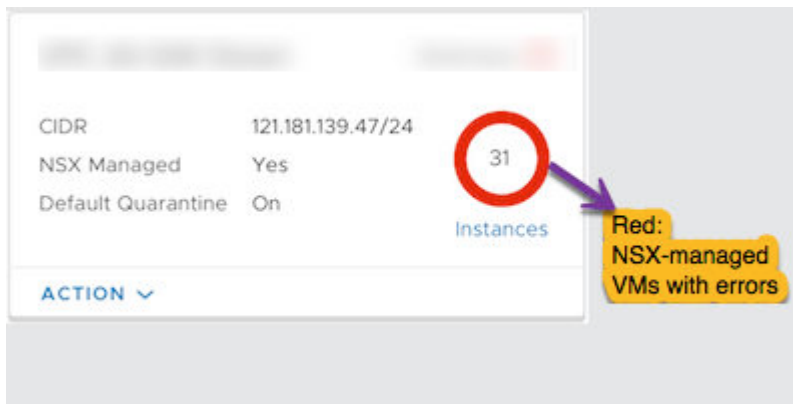 CIDR 121.181.139.47/24
NSX Managed Yes
Default Quarantine On
31
Instances
ACTION
Red:
NSX-managed
VMs with errors